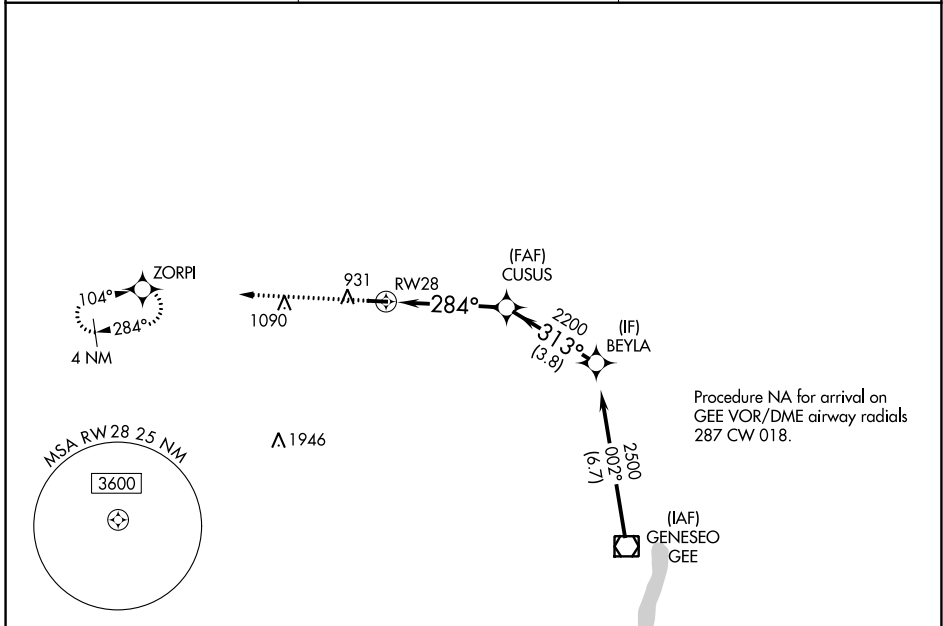 (FAF)
CUSUS
ZORPI
931
RW28
104°
284°
284°
2200
313°
(3.8)
(IF)
BEYLA
1090
4 NM
Procedure NA for arrival on
GEE VOR/DME airway radials
287 CW 018.
1946
MSA RW 28 25 NM
3600
2500
002°
(6.7)
(IAF)
GENESEO
GEE